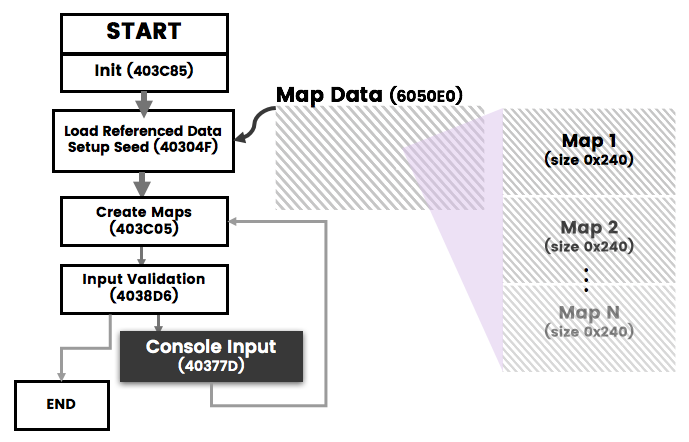 START
Init (403C85)
Map Data (6050E0)
Load Referenced Data
Setup Seed (40304F)
Map 1
(size 0x240)
Create Maps
(403C05)
Map 2
(size 0x240)
Input Validation
(4038D6)
Map N
(size 0x240)
Console Input
(40377D)
END